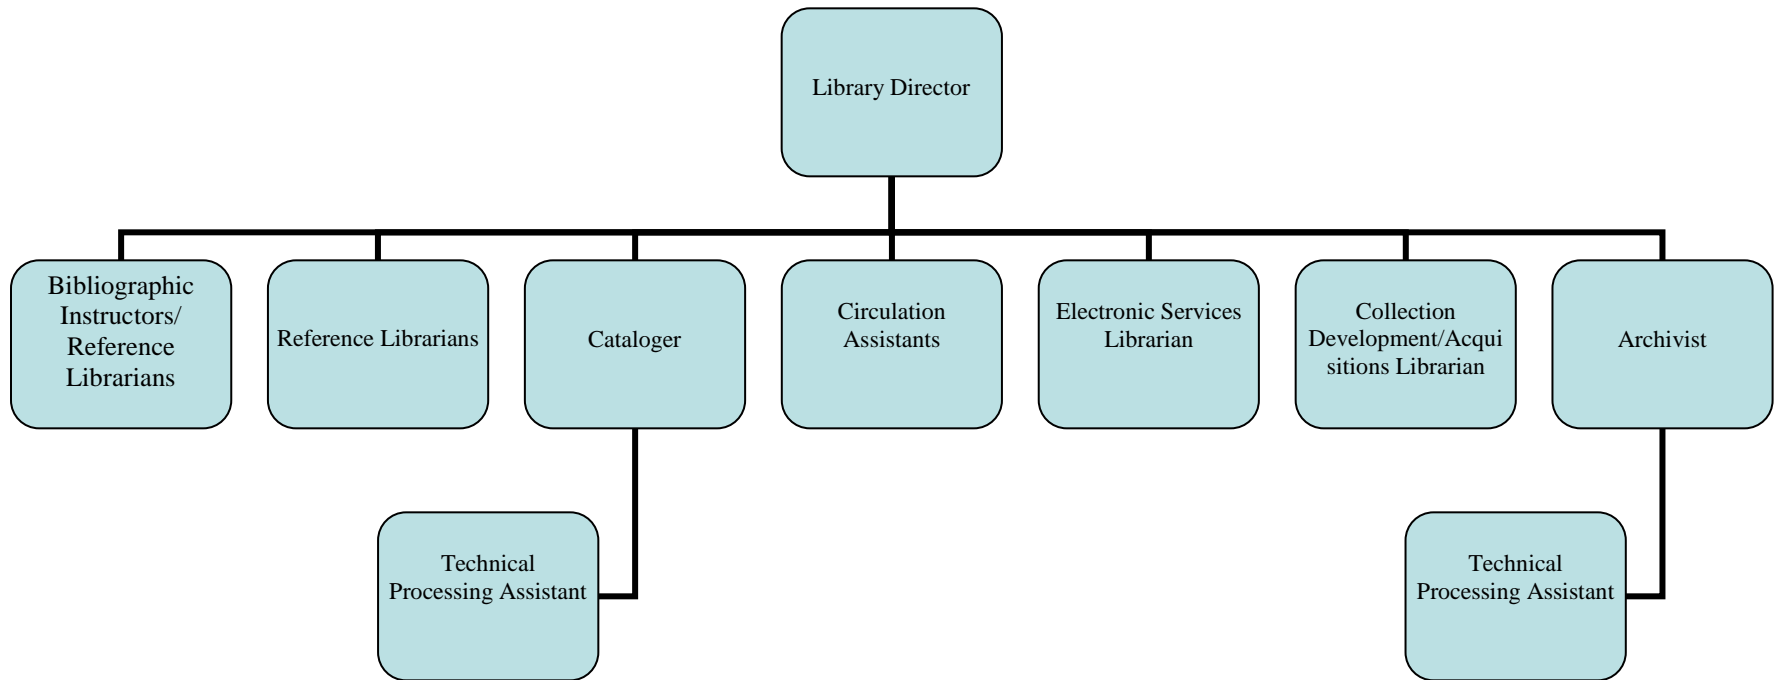 Library Director
Bibliographic
Instructors/
Reference
Librarians
Reference Librarians
Cataloger
Circulation
Assistants
Electronic Services
Librarian
Collection
Development/Acqui
sitions Librarian
Archivist
Technical
Processing Assistant
Technical
Processing Assistant